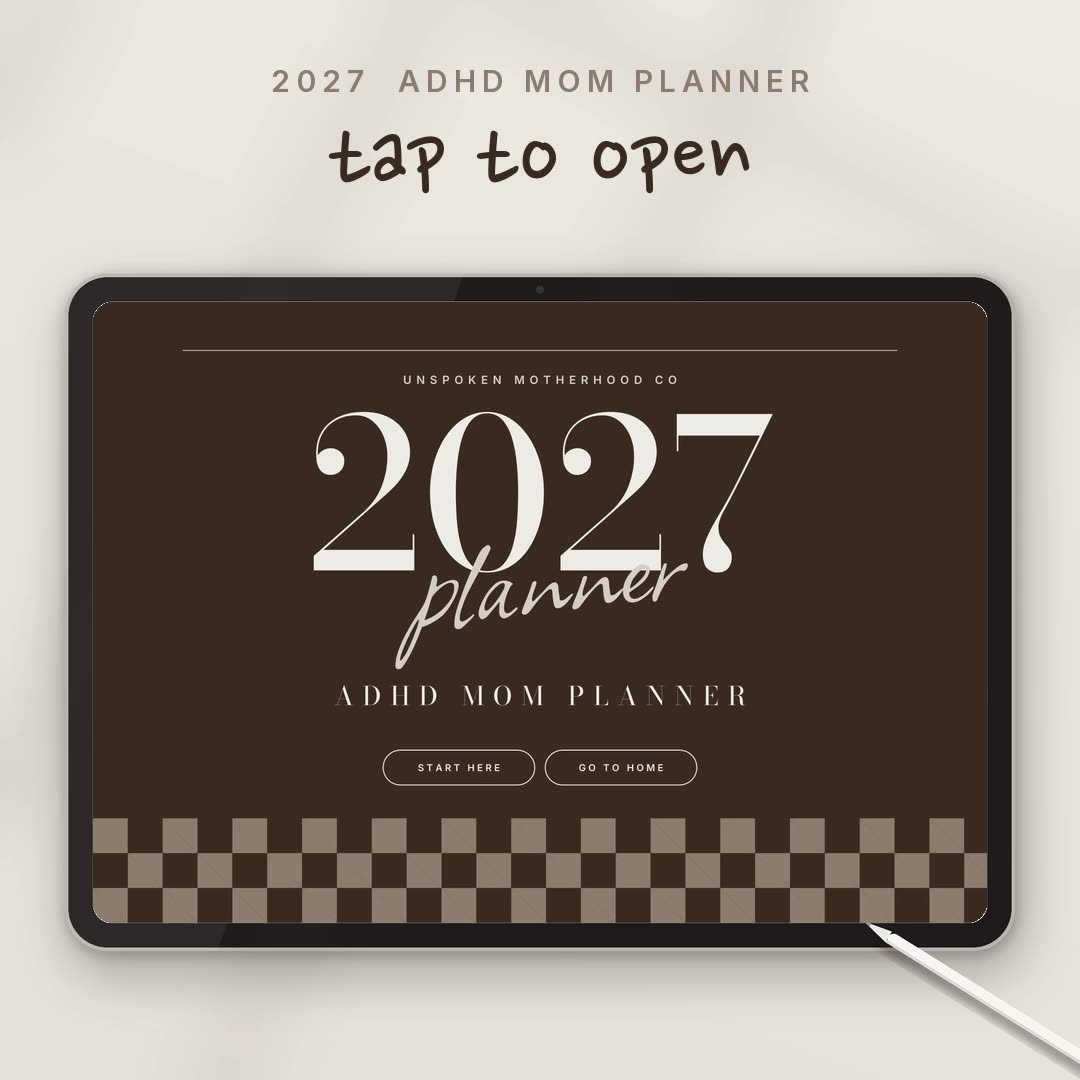 2027 ADHD MOM PLANNER
tap to open
UNSPOKEN MOTHERHOOD CO
2027
planner
ADHD MOM PLANNER
START HERE GO TO HOME